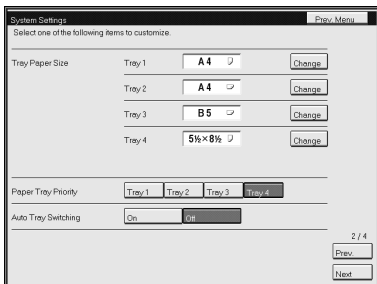 System Settings Prev. Menu
Select one of the following items to customize.
Tray Paper Size Tray 1 A4 Change
Tray 2 A4 Change
Tray 3 B5 Change
Tray 4 5½×8½ Change
Paper Tray Priority Tray 1 Tray 2 Tray 3 Tray 4
Auto Tray Switching On Off
2 / 4
Prev.
Next